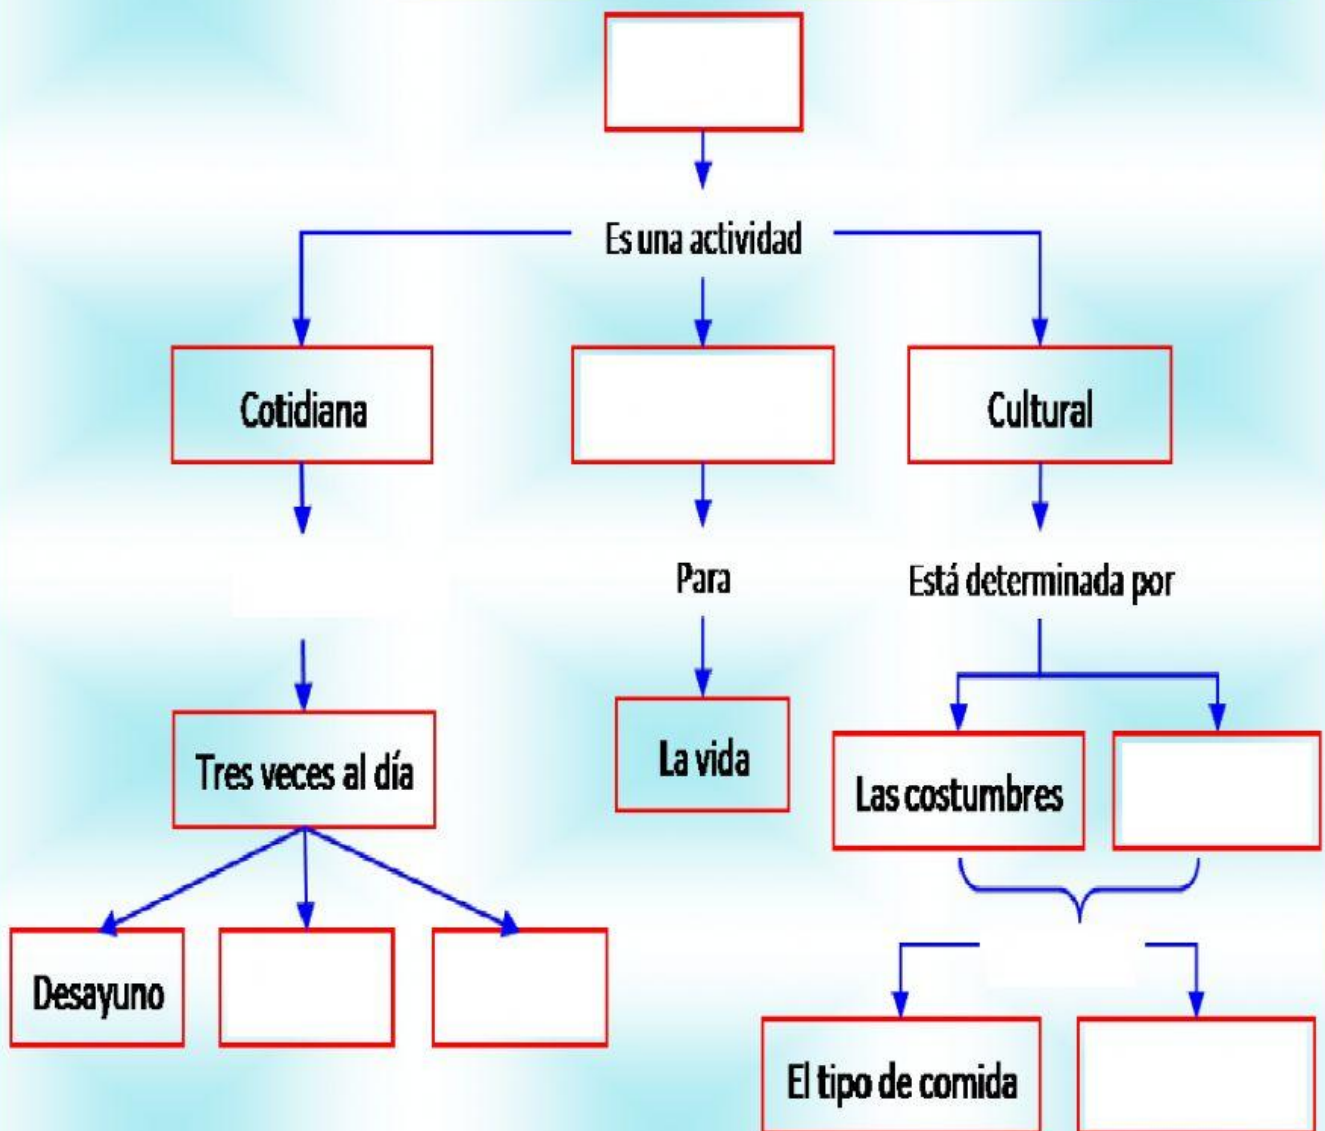 Es una actividad
Cotidiana
Cultural
Para
Está determinada por
Tres veces al día
La vida
Las costumbres
Desayuno
El tipo de comida